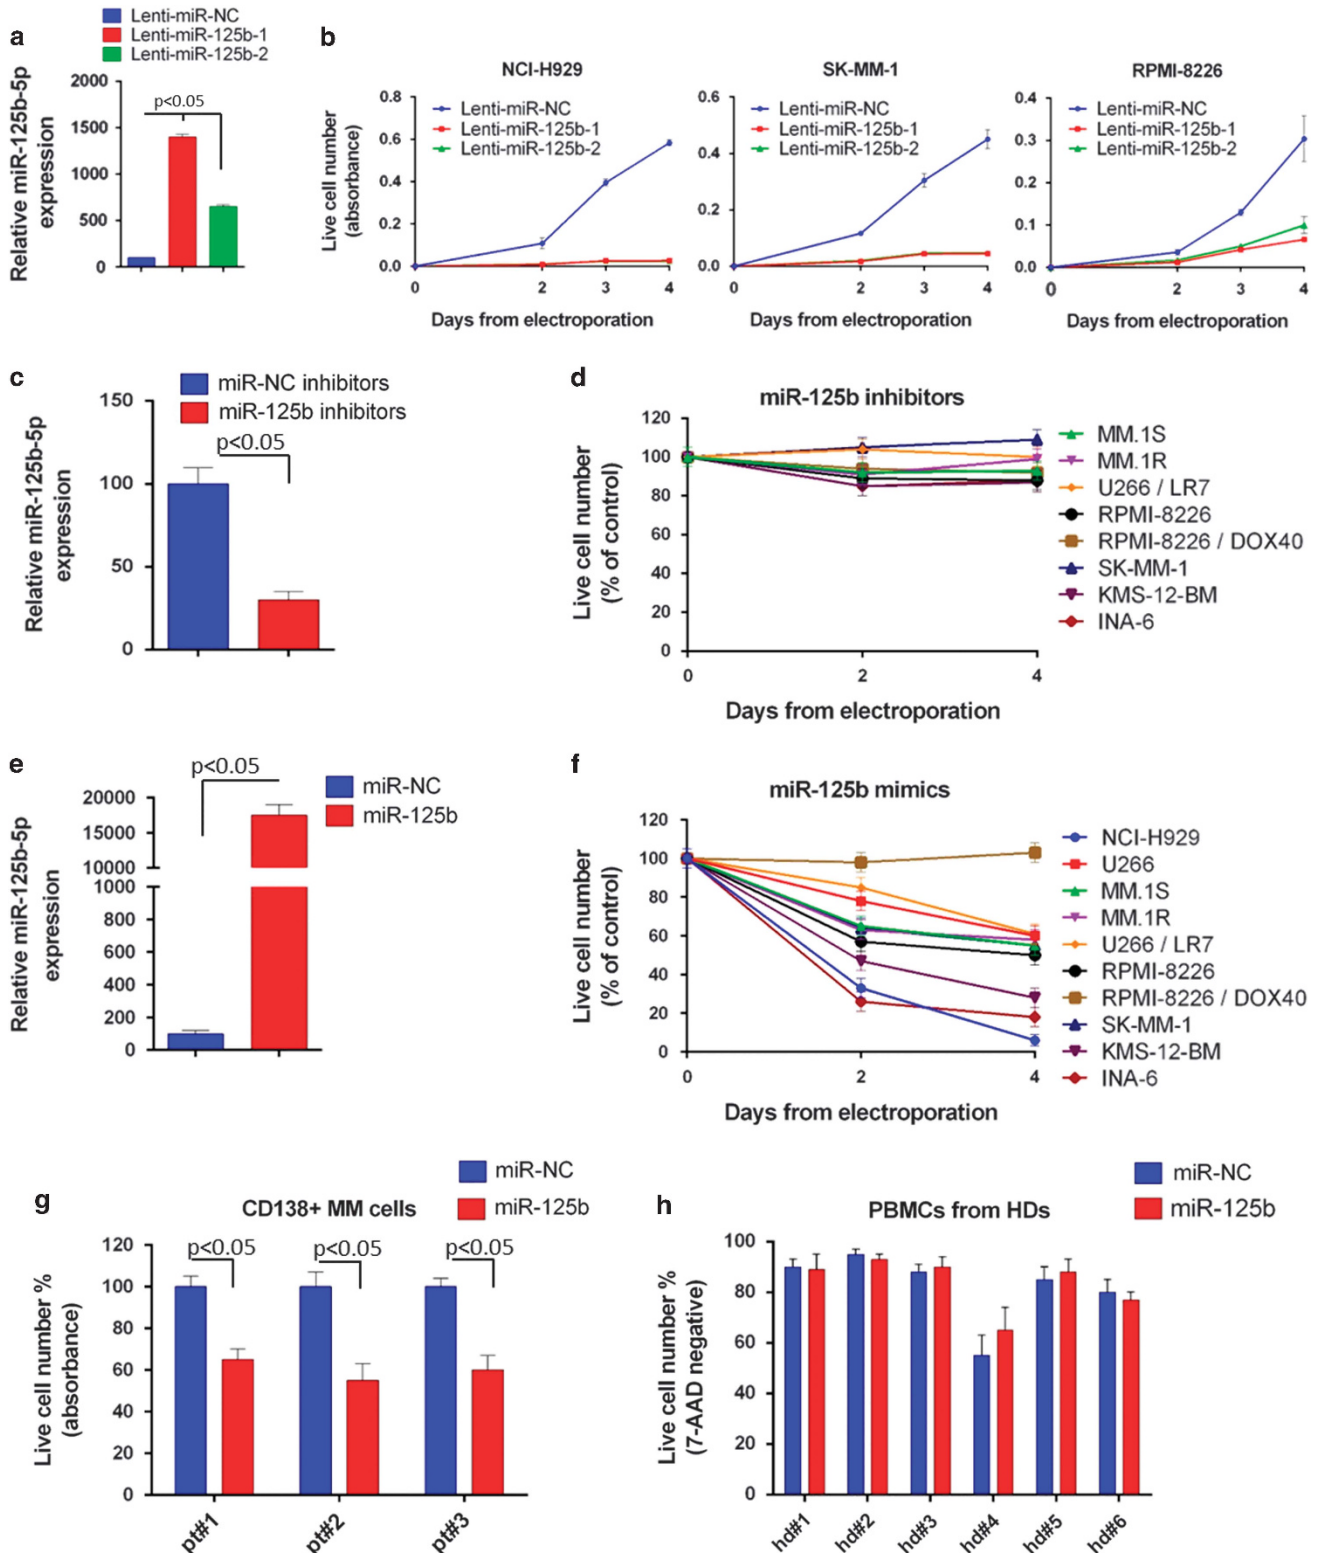 a
Lenti-miR-NC
Lenti-miR-125b-1
Lenti-miR-125b-2
Relative miR-125b-5p
expression
2000
1500
1000
500
0
p<0.05
b
NCI-H929
Live cell number
(absorbance)
0.8
0.6
0.4
0.2
0.0
Lenti-miR-NC
Lenti-miR-125b-1
Lenti-miR-125b-2
0 2 3 4
Days from electroporation
SK-MM-1
0.6
0.4
0.2
0.0
Lenti-miR-NC
Lenti-miR-125b-1
Lenti-miR-125b-2
0 2 3 4
Days from electroporation
RPMI-8226
0.4
0.3
0.2
0.1
0.0
Lenti-miR-NC
Lenti-miR-125b-1
Lenti-miR-125b-2
0 2 3 4
Days from electroporation
c
miR-NC inhibitors
miR-125b inhibitors
Relative miR-125b-5p
expression
150
100
50
0
p<0.05
d
miR-125b inhibitors
Live cell number
(% of control)
120
100
80
60
40
20
0
0 2 4
Days from electroporation
MM.1S
MM.1R
U266 / LR7
RPMI-8226
RPMI-8226 / DOX40
SK-MM-1
KMS-12-BM
INA-6
e
p<0.05
miR-NC
miR-125b
Relative miR-125b-5p
expression
20000
15000
10000
1000
800
600
400
200
0
f
miR-125b mimics
Live cell number
(% of control)
120
100
80
60
40
20
0
0 2 4
Days from electroporation
NCI-H929
U266
MM.1S
MM.1R
U266 / LR7
RPMI-8226
RPMI-8226 / DOX40
SK-MM-1
KMS-12-BM
INA-6
g
CD138+ MM cells
miR-NC
miR-125b
Live cell number %
(absorbance)
120
100
80
60
40
20
0
p<0.05 p<0.05 p<0.05
pt#1 pt#2 pt#3
h
PBMCs from HDs
miR-NC
miR-125b
Live cell number %
(7-AAD negative)
100
80
60
40
20
0
hd#1 hd#2 hd#3 hd#4 hd#5 hd#6